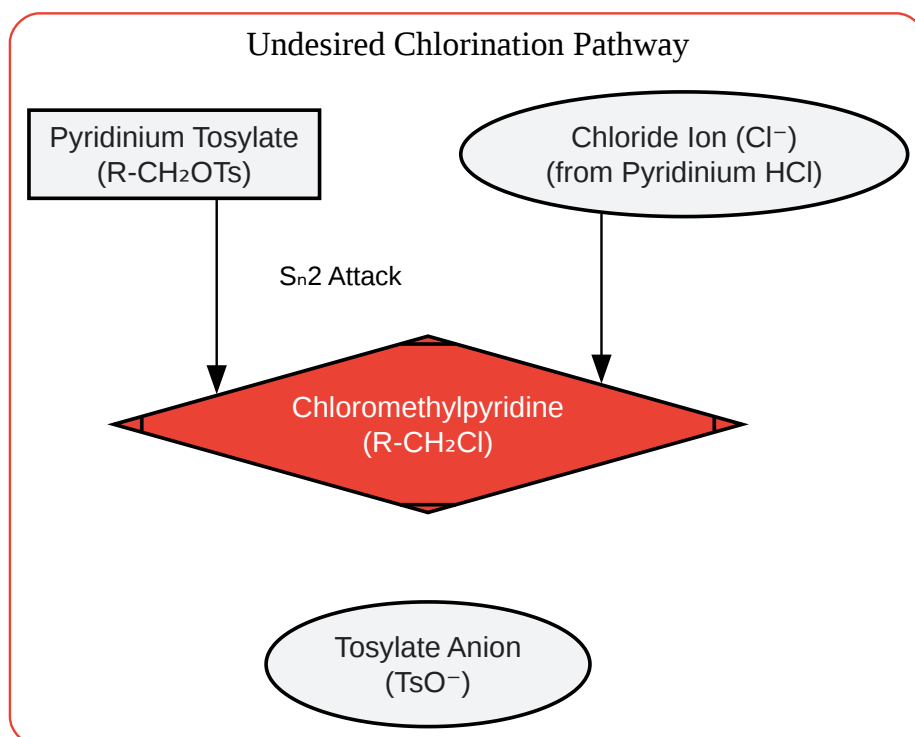 Undesired Chlorination Pathway
Pyridinium Tosylate
(R-CH₂OTs)
Chloride Ion (Cl⁻)
(from Pyridinium HCl)
Sₙ2 Attack
Chloromethylpyridine
(R-CH₂Cl)
Tosylate Anion
(TsO⁻)